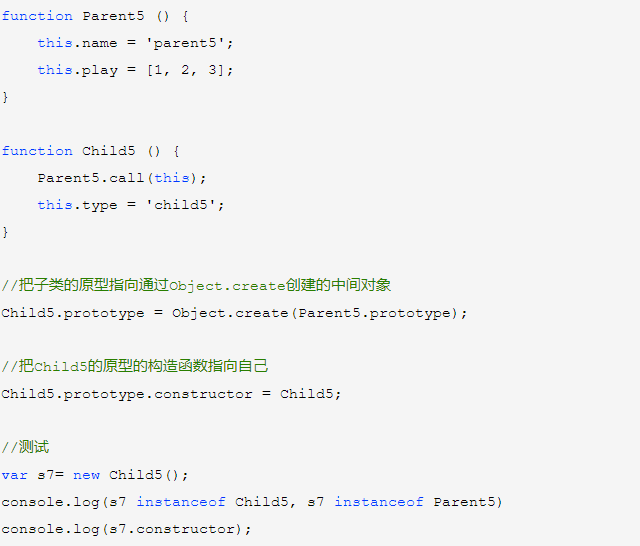 function Parent5 () {
    this.name = 'parent5';
    this.play = [1, 2, 3];
}

function Child5 () {
    Parent5.call(this);
    this.type = 'child5';
}

//把子类的原型指向通过Object.create创建的中间对象
Child5.prototype = Object.create(Parent5.prototype);

//把Child5的原型的构造函数指向自己
Child5.prototype.constructor = Child5;

//测试
var s7= new Child5();
console.log(s7 instanceof Child5, s7 instanceof Parent5)
console.log(s7.constructor);